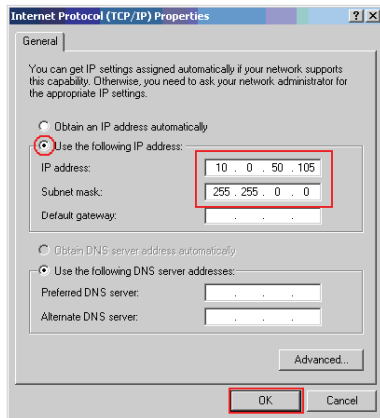 Internet Protocol (TCP/IP) Properties
General
You can get IP settings assigned automatically if your network supports
this capability. Otherwise, you need to ask your network administrator for
the appropriate IP settings.
Obtain an IP address automatically
Use the following IP address:
IP address: 10 . 0 . 50 . 105
Subnet mask: 255 . 255 . 0 . 0
Default gateway: . . .
Obtain DNS server address automatically
Use the following DNS server addresses:
Preferred DNS server: . . .
Alternate DNS server: . . .
Advanced...
OK Cancel